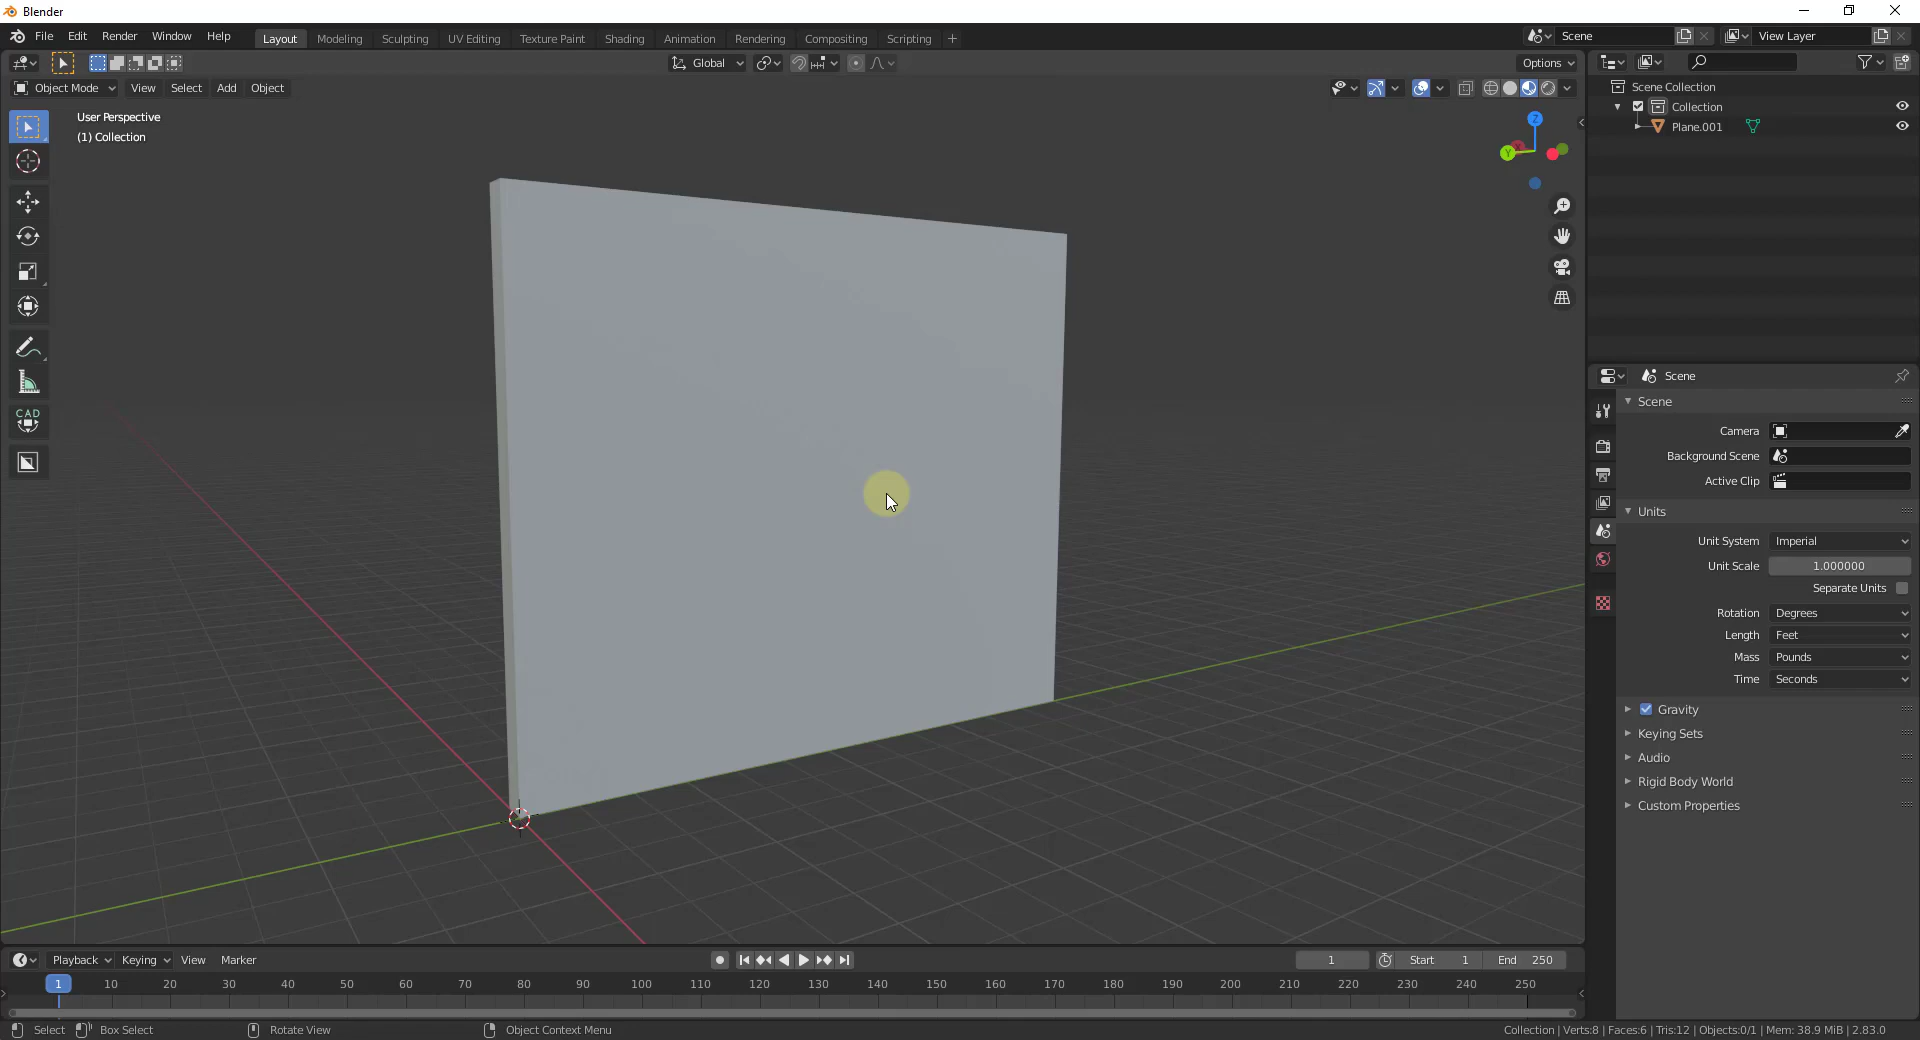 Blender
File Edit Render Window Help Layout Modeling Sculpting UV Editing Texture Paint Shading Animation Rendering Compositing Scripting + Scene View Layer
Global Options
Object Mode View Select Add Object
User Perspective
(1) Collection
CAD
Z
Y
X
Scene Collection
Collection
Plane.001
Scene
Scene
Camera
Background Scene
Active Clip
Units
Unit System Imperial
Unit Scale 1.000000
Separate Units
Rotation Degrees
Length Feet
Mass Pounds
Time Seconds
Gravity
Keying Sets
Audio
Rigid Body World
Custom Properties
Playback Keying View Marker 1 Start 1 End 250
1 10 20 30 40 50 60 70 80 90 100 110 120 130 140 150 160 170 180 190 200 210 220 230 240 250
Select Box Select Rotate View Object Context Menu Collection | Verts:8 | Faces:6 | Tris:12 | Objects:0/1 | Mem: 38.9 MiB | 2.83.0